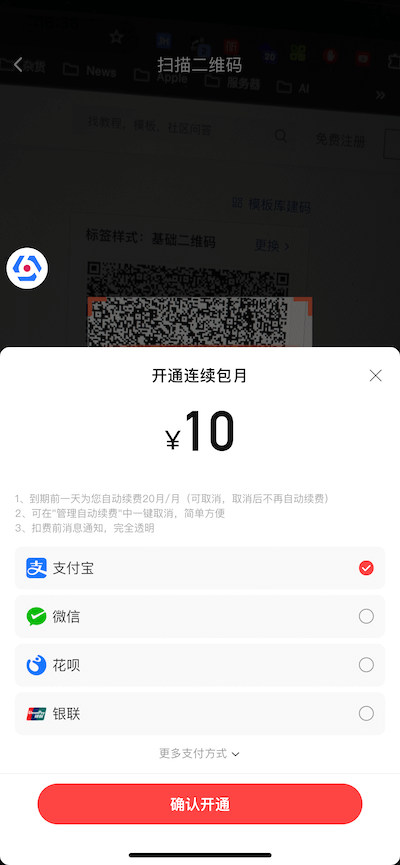 扫描二维码
杂货
News
Apple
服务器
AI
找教程、模板、社区问答
免费注册
模板库建码
标签样式：基础二维码
更换
开通连续包月
¥10
1、到期前一天为您自动续费20月/月（可取消，取消后不再自动续费）
2、可在"管理自动续费"中一键取消，简单方便
3、扣费前消息通知，完全透明
支付宝
微信
花呗
银联
更多支付方式
确认开通